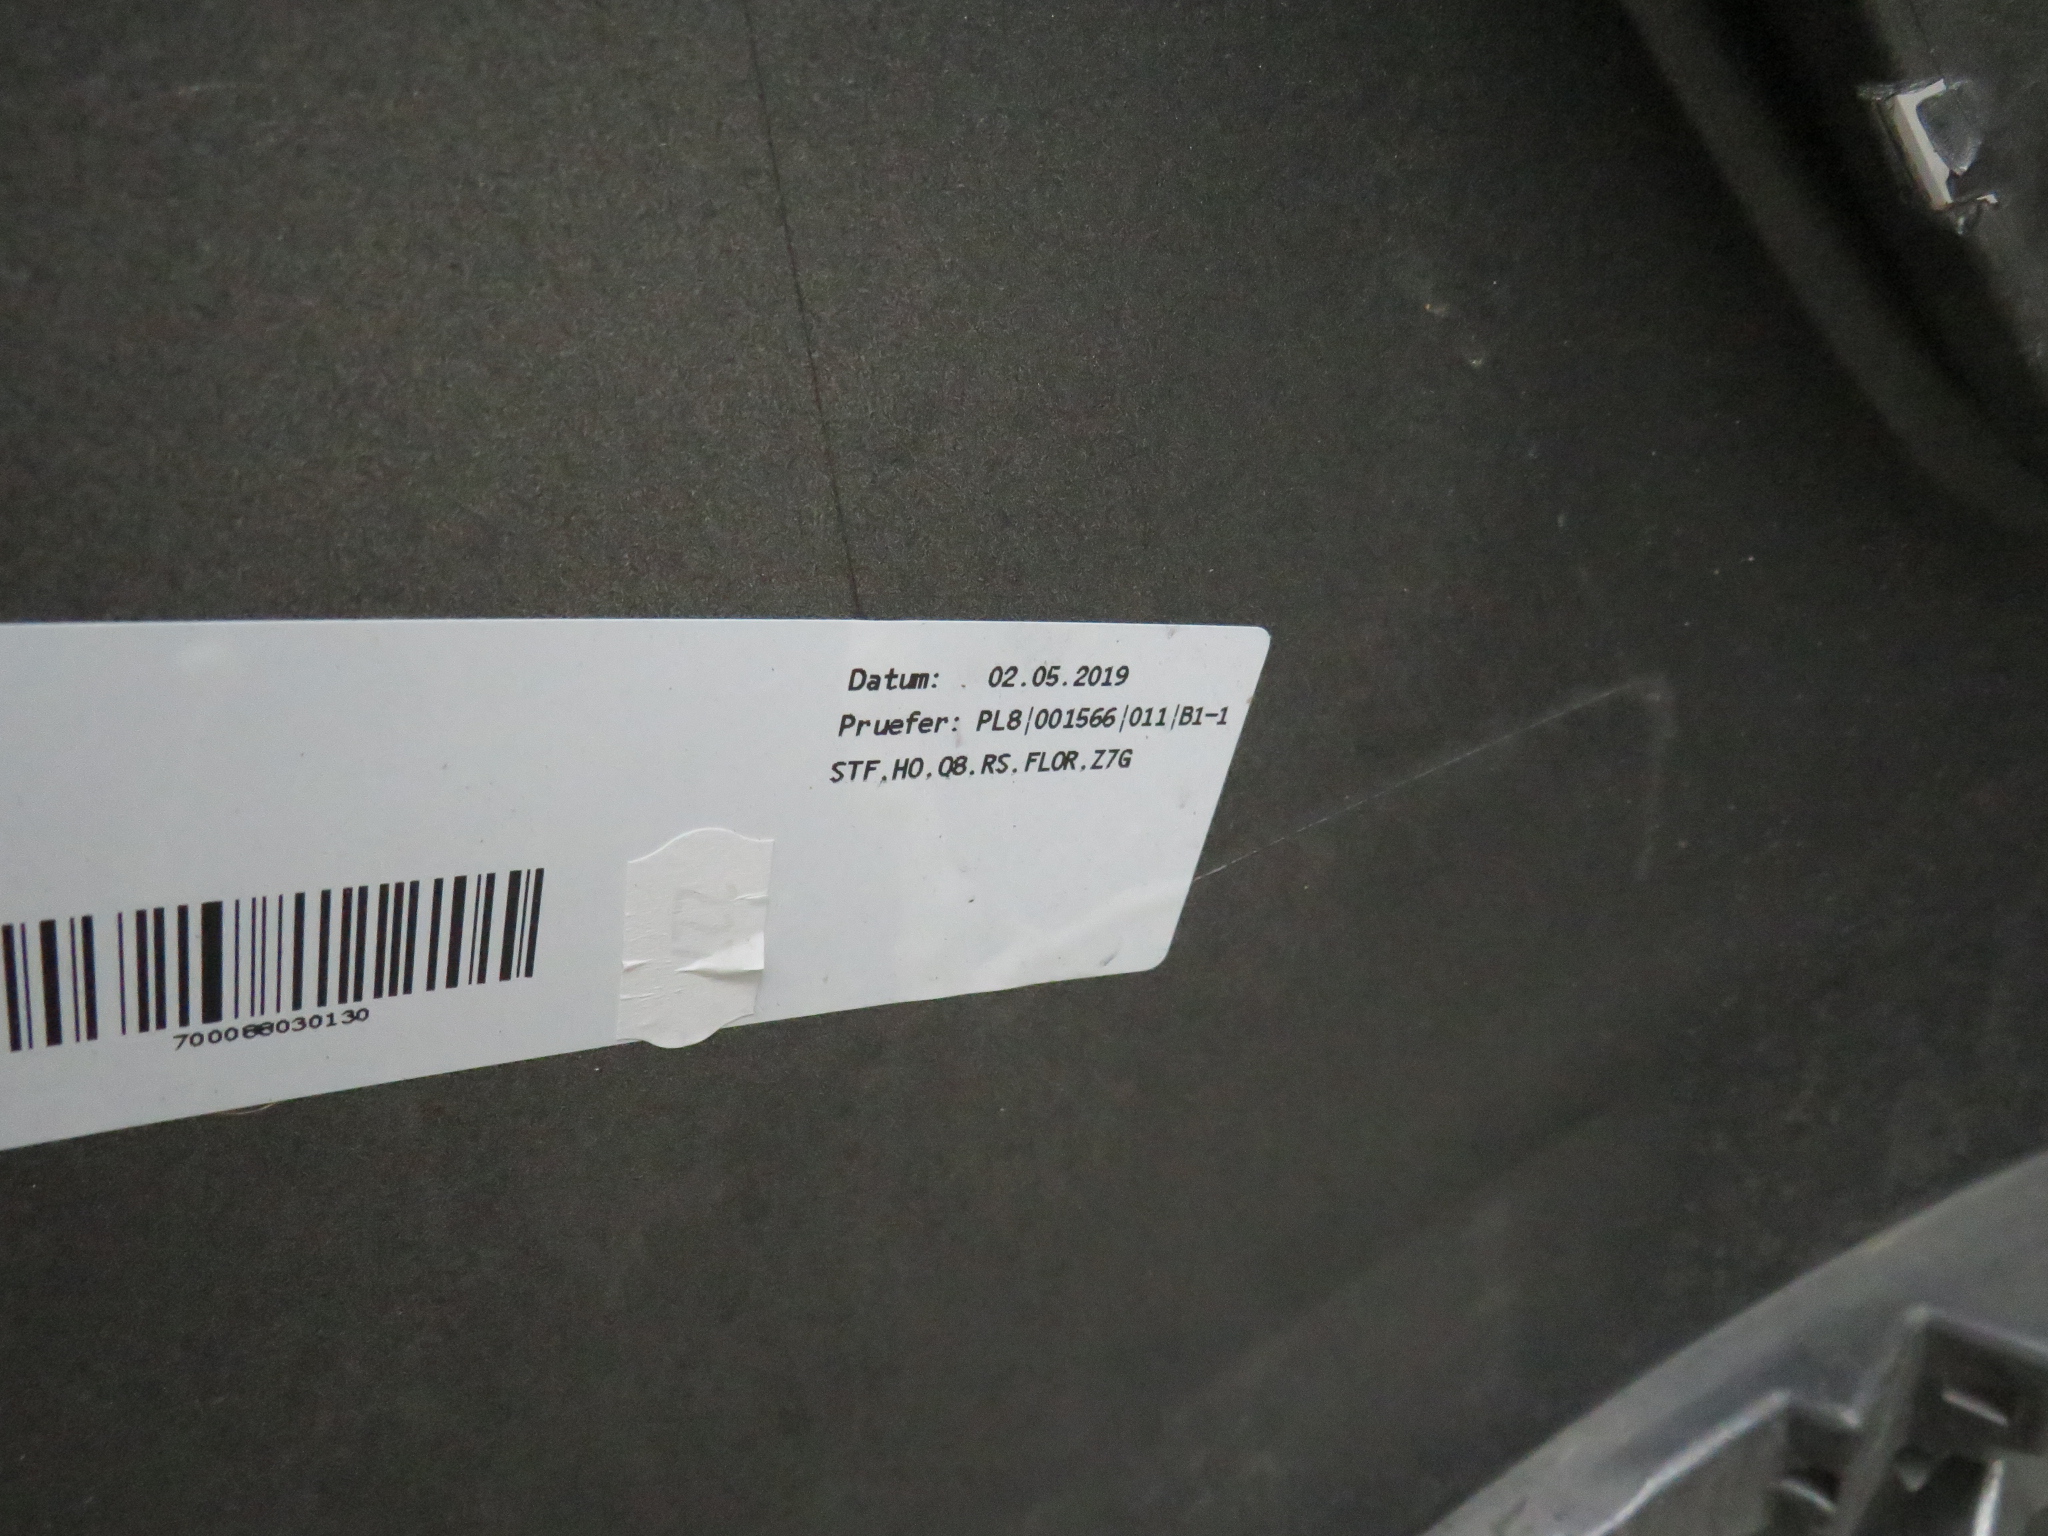 Datum: 02.05.2019
Pruefer: PL8|001566|011|B1-1
STF.HO.Q8.RS.FLOR.Z7G
700088030130